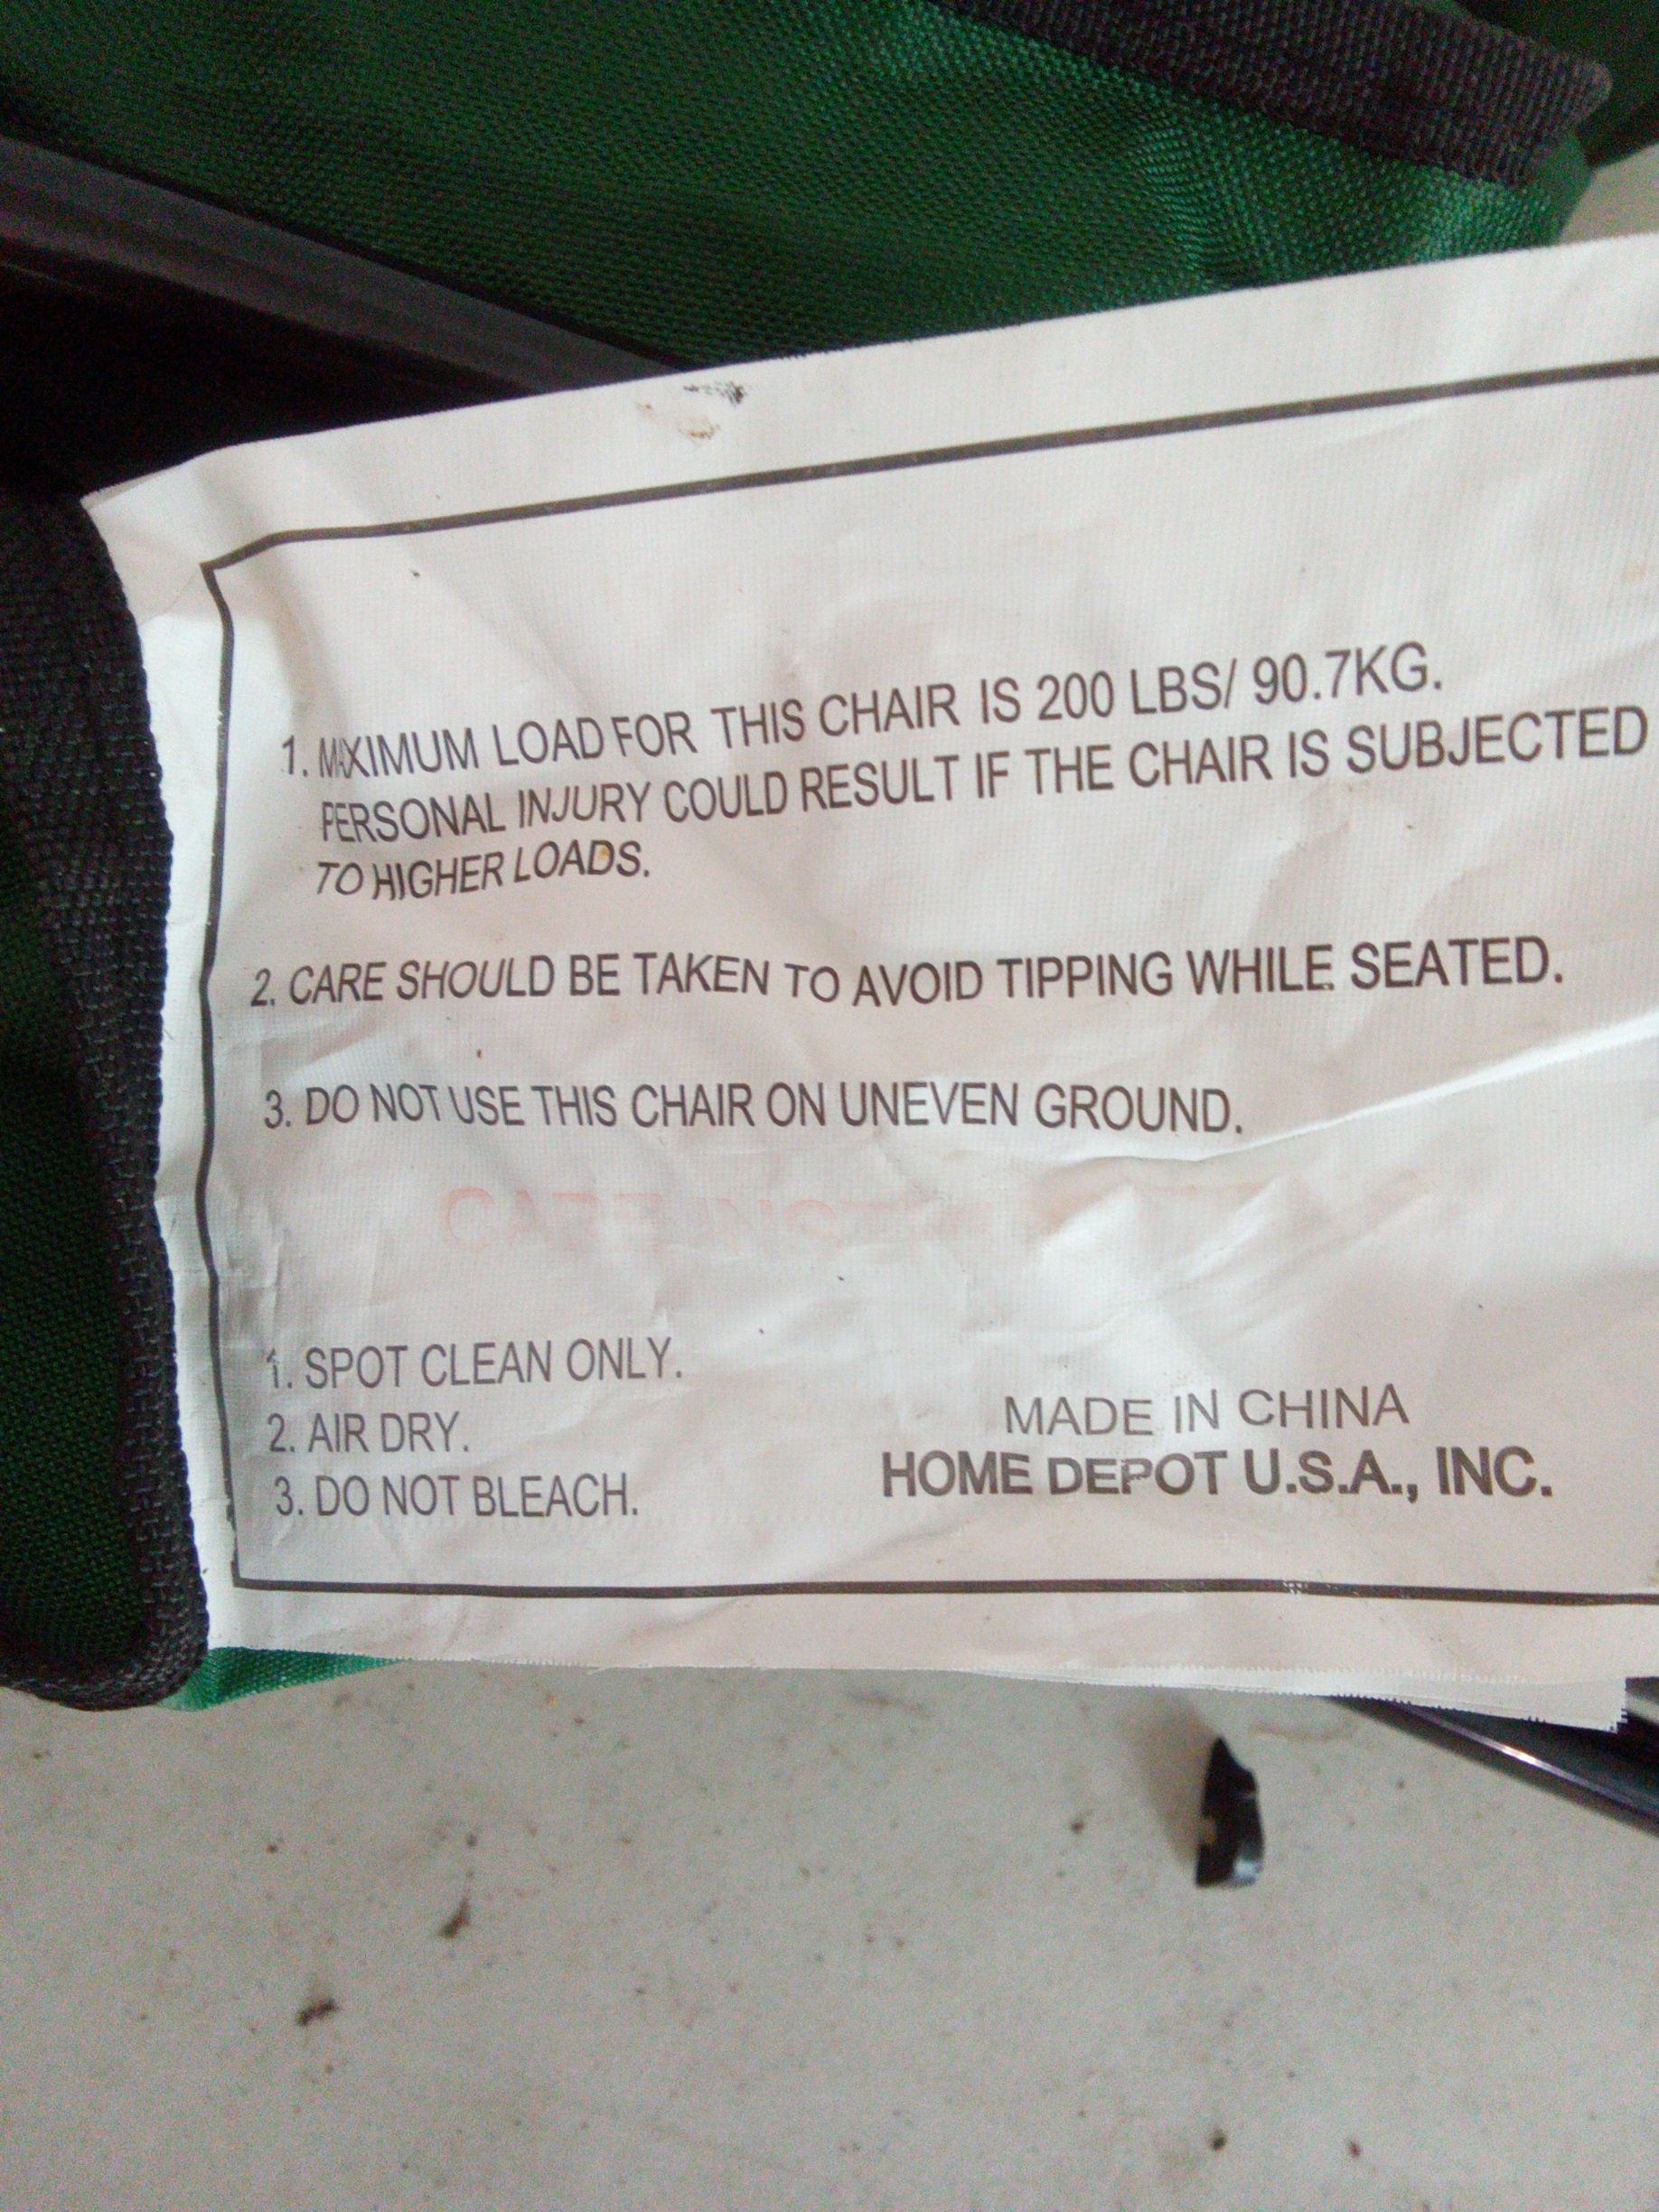 1. MAXIMUM LOAD FOR THIS CHAIR IS 200 LBS/ 90.7KG.
PERSONAL INJURY COULD RESULT IF THE CHAIR IS SUBJECTED
TO HIGHER LOADS.
2. CARE SHOULD BE TAKEN TO AVOID TIPPING WHILE SEATED.
3. DO NOT USE THIS CHAIR ON UNEVEN GROUND.
1. SPOT CLEAN ONLY.
2. AIR DRY.
3. DO NOT BLEACH.
MADE IN CHINA
HOME DEPOT U.S.A., INC.